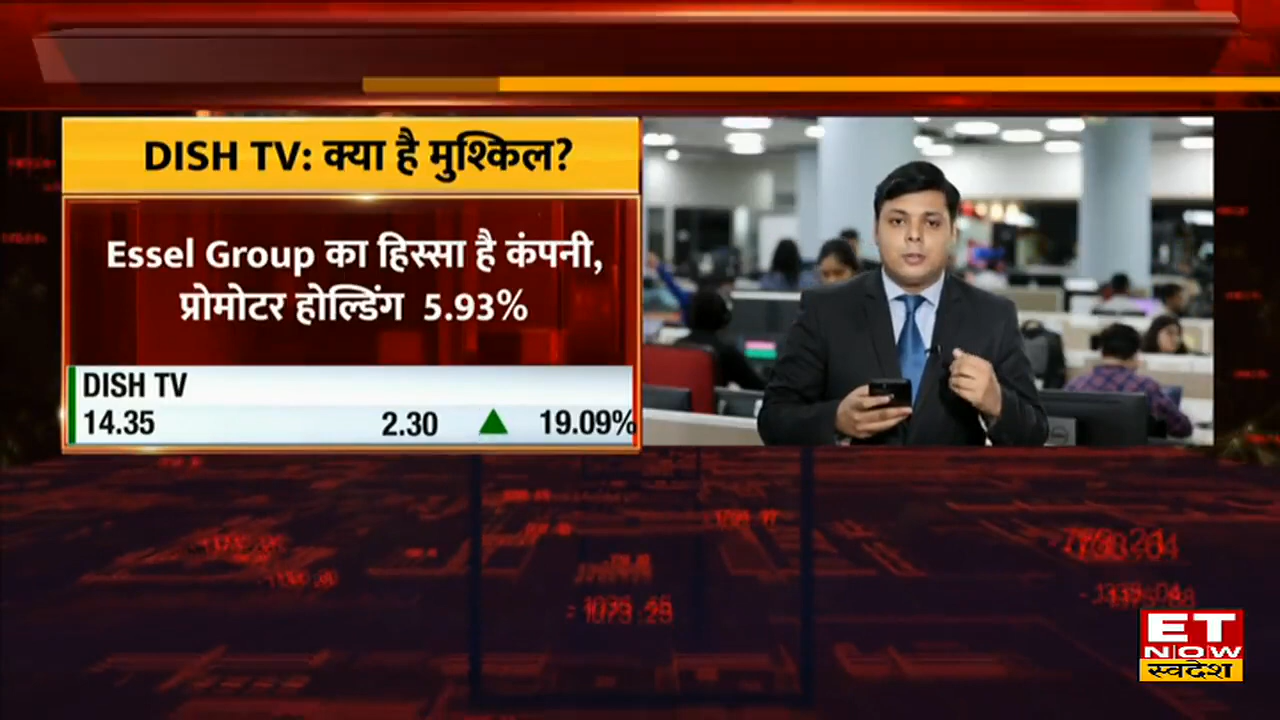 DISH TV: क्या है मुश्किल?
Essel Group का हिस्सा है कंपनी,
प्रोमोटर होल्डिंग 5.93%
DISH TV
14.35 2.30 ▲ 19.09%
ET
NOW
स्वदेश